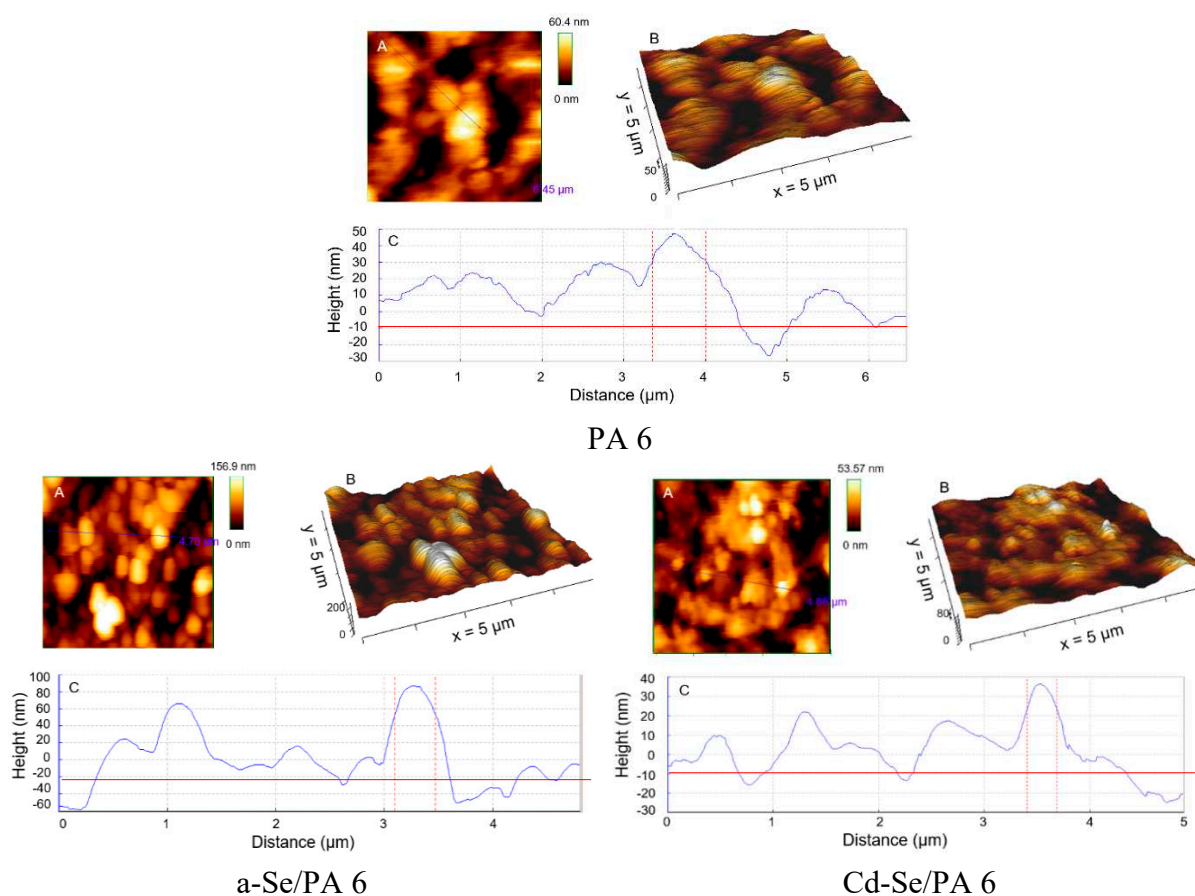 60.4 nm
A
0 nm
45 µm
B
y = 5 µm
50
0
x = 5 µm
C
Height (nm)
50
40
30
20
10
0
-10
-20
-30
0 1 2 3 4 5 6
Distance (µm)
PA 6
156.9 nm
A
0 nm
4.70 µm
B
y = 5 µm
200
0
x = 5 µm
53.57 nm
A
0 nm
B
y = 5 µm
80
0
x = 5 µm
C
Height (nm)
100
80
60
40
20
0
-20
-40
-60
0 1 2 3 4
Distance (µm)
a-Se/PA 6
C
Height (nm)
40
30
20
10
0
-10
-20
-30
0 1 2 3 4 5
Distance (µm)
Cd-Se/PA 6